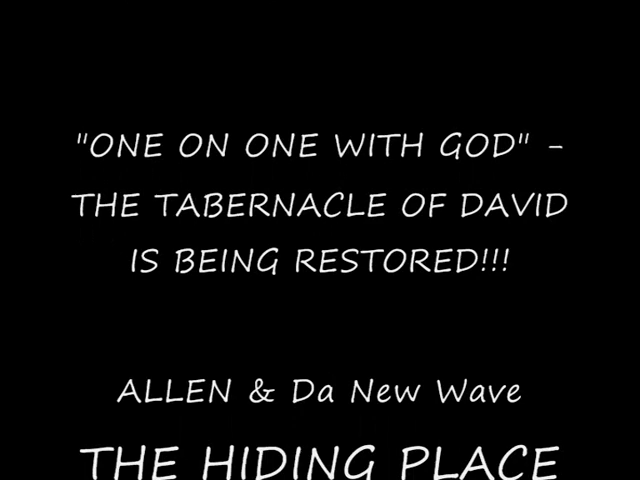 "ONE ON ONE WITH GOD" -
THE TABERNACLE OF DAVID
IS BEING RESTORED!!!
ALLEN & Da New Wave
THE HIDING PLACE